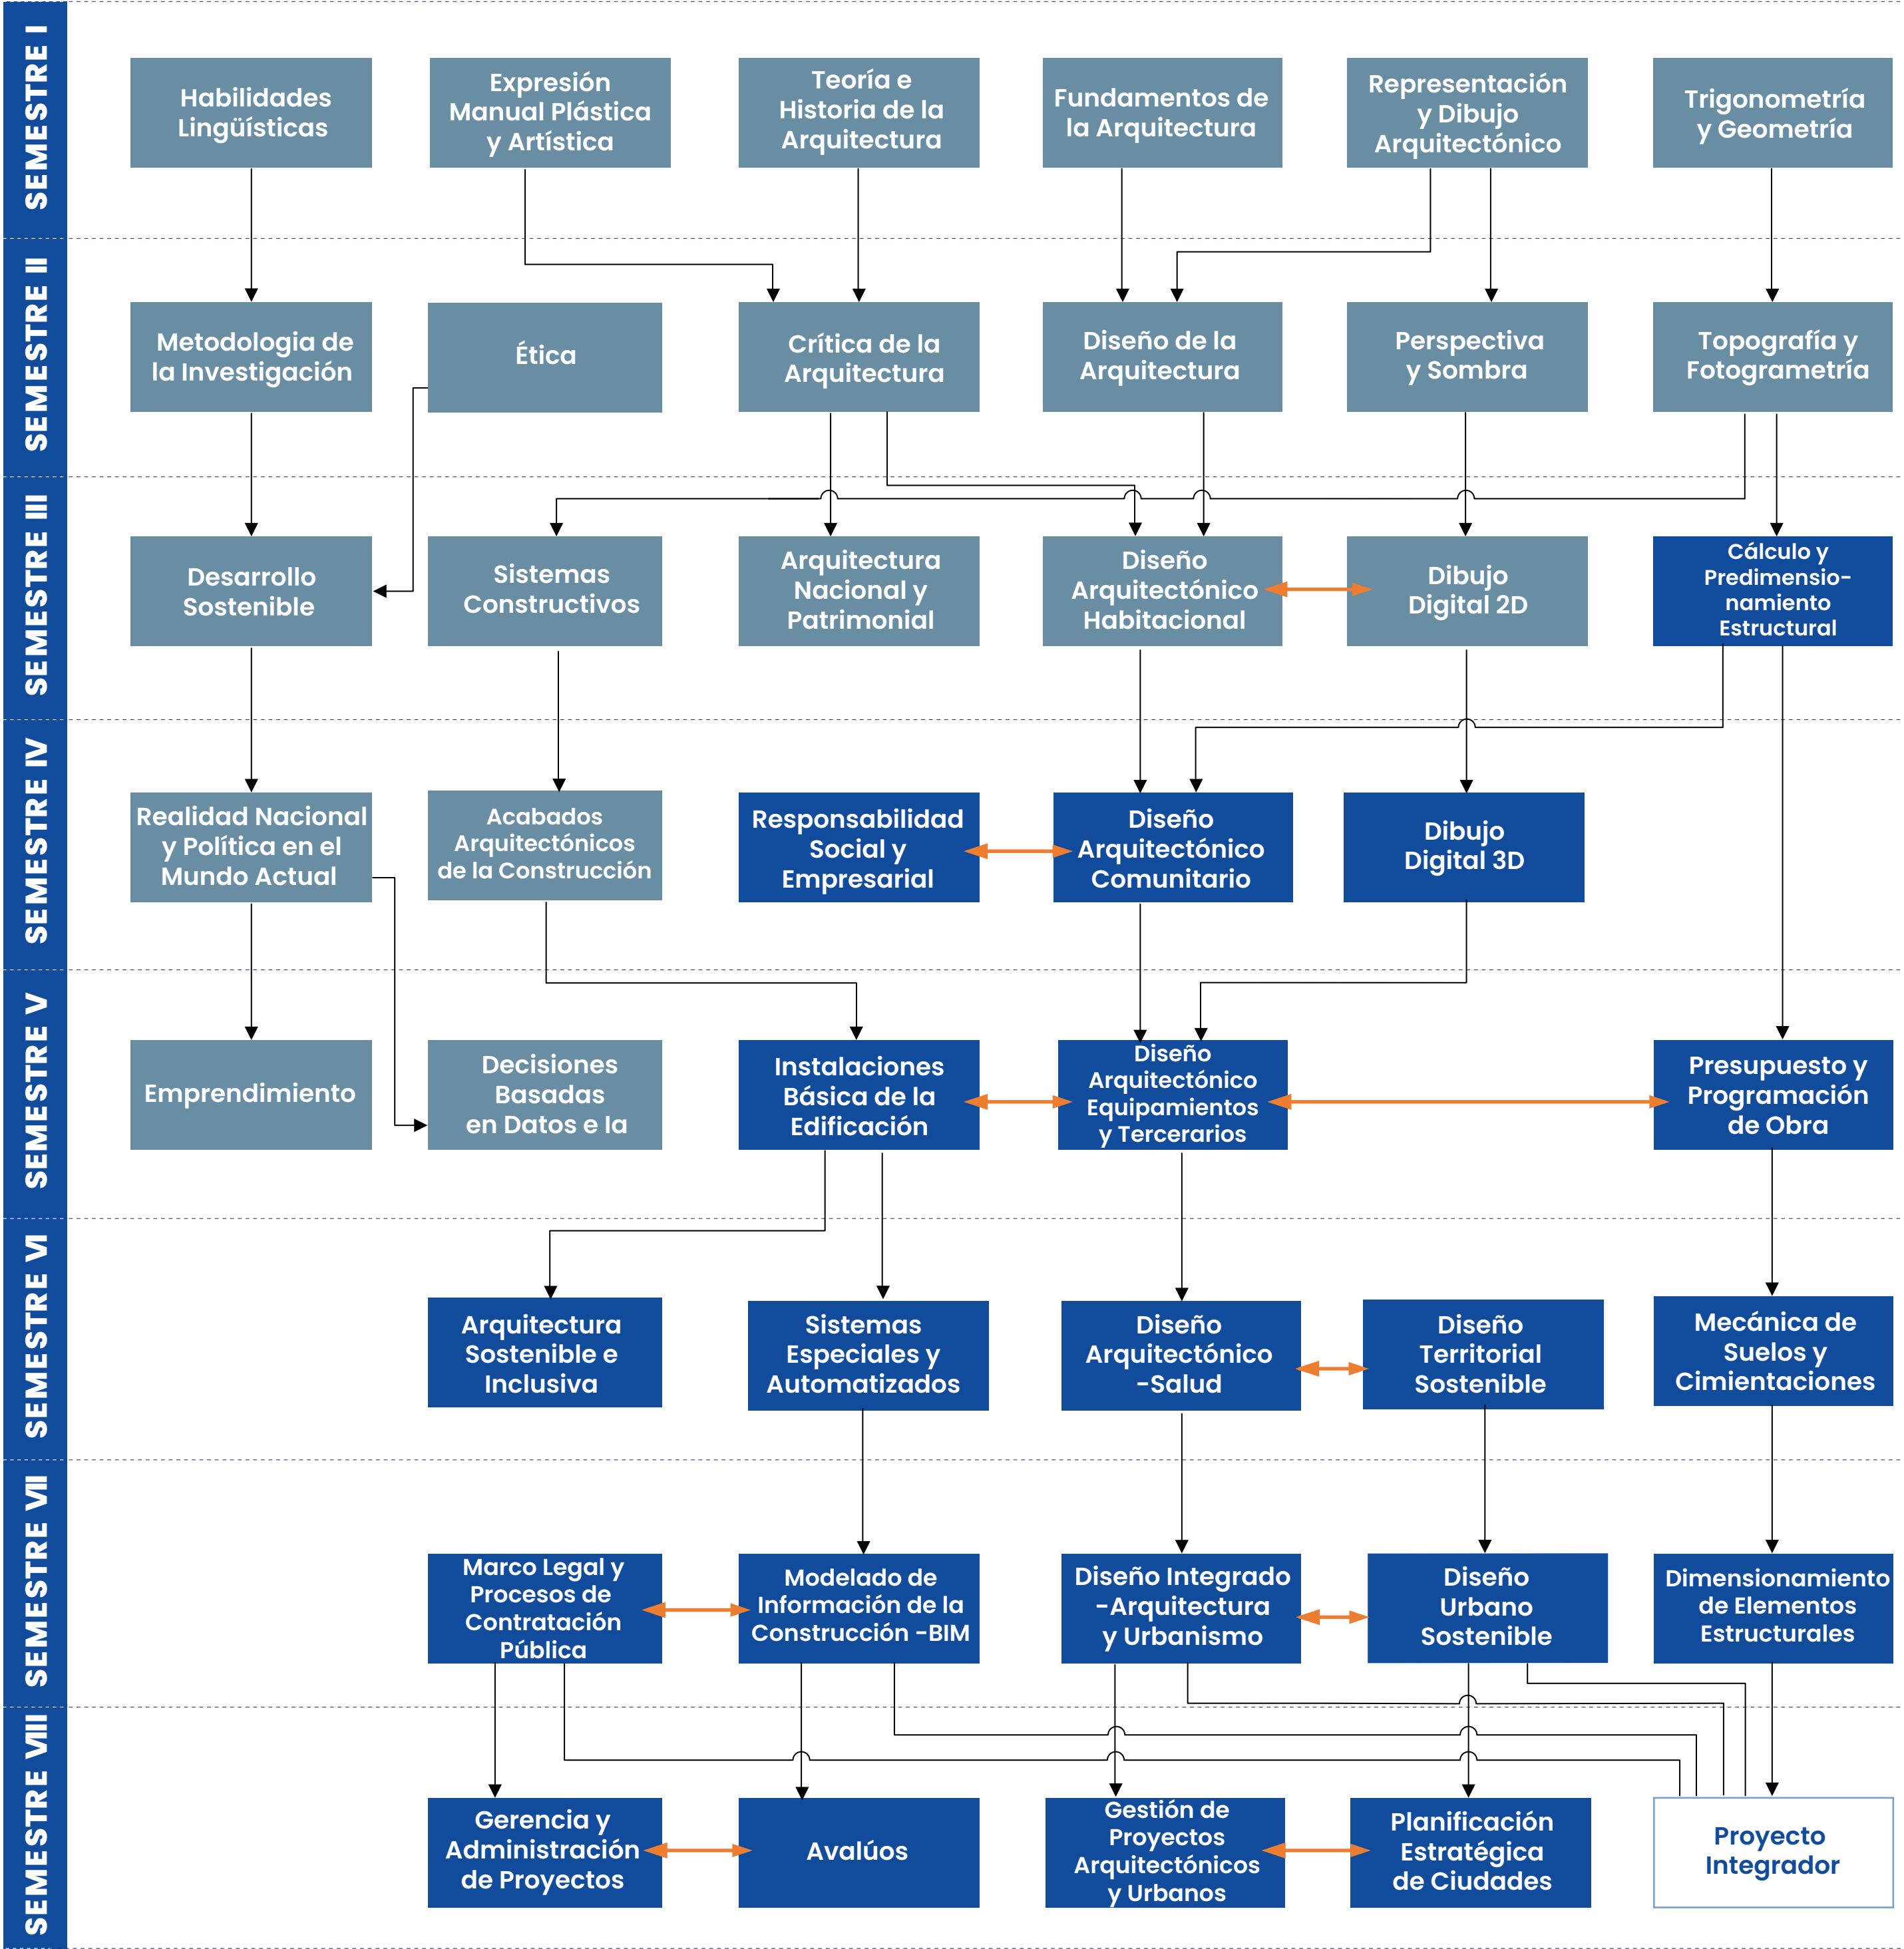 SEMESTRE I
Habilidades
Lingüísticas
Expresión
Manual Plástica
y Artística
Teoría e
Historia de la
Arquitectura
Fundamentos de
la Arquitectura
Representación
y Dibujo
Arquitectónico
Trigonometría
y Geometría
SEMESTRE II
Metodologia de
la Investigación
Ética
Crítica de la
Arquitectura
Diseño de la
Arquitectura
Perspectiva
y Sombra
Topografía y
Fotogrametría
SEMESTRE III
Desarrollo
Sostenible
Sistemas
Constructivos
Arquitectura
Nacional y
Patrimonial
Diseño
Arquitectónico
Habitacional
Dibujo
Digital 2D
Cálculo y
Predimensio-
namiento
Estructural
SEMESTRE IV
Realidad Nacional
y Política en el
Mundo Actual
Acabados
Arquitectónicos
de la Construcción
Responsabilidad
Social y
Empresarial
Diseño
Arquitectónico
Comunitario
Dibujo
Digital 3D
SEMESTRE V
Emprendimiento
Decisiones
Basadas
en Datos e la
Instalaciones
Básica de la
Edificación
Diseño
Arquitectónico
Equipamientos
y Tercerarios
Presupuesto y
Programación
de Obra
SEMESTRE VI
Arquitectura
Sostenible e
Inclusiva
Sistemas
Especiales y
Automatizados
Diseño
Arquitectónico
-Salud
Diseño
Territorial
Sostenible
Mecánica de
Suelos y
Cimientaciones
SEMESTRE VII
Marco Legal y
Procesos de
Contratación
Pública
Modelado de
Información de la
Construcción -BIM
Diseño Integrado
-Arquitectura
y Urbanismo
Diseño
Urbano
Sostenible
Dimensionamiento
de Elementos
Estructurales
SEMESTRE VIII
Gerencia y
Administración
de Proyectos
Avalúos
Gestión de
Proyectos
Arquitectónicos
y Urbanos
Planificación
Estratégica
de Ciudades
Proyecto
Integrador